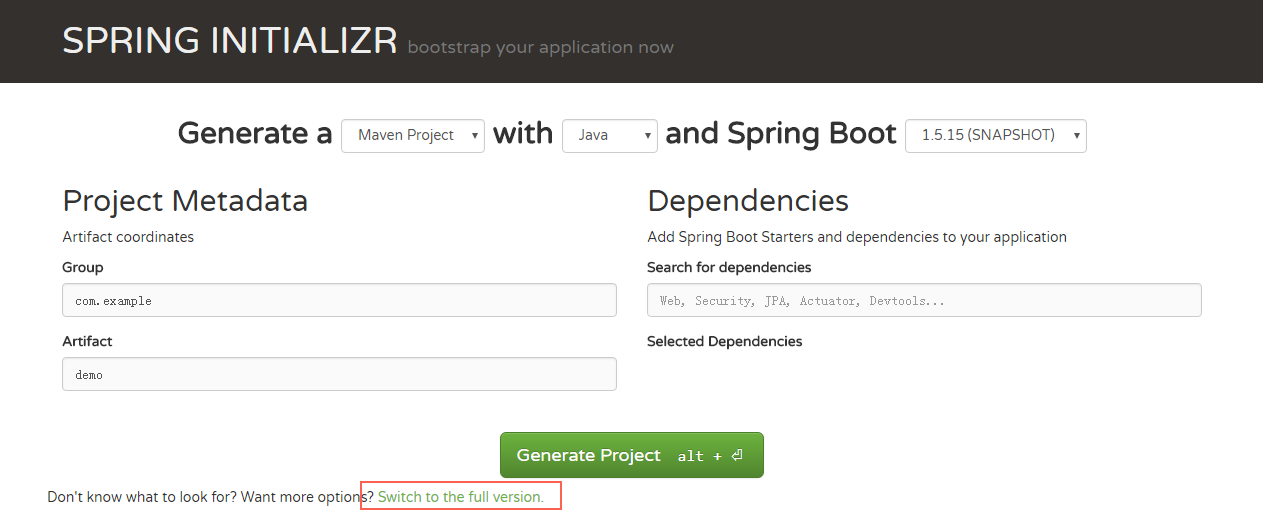 SPRING INITIALIZR bootstrap your application now
Generate a Maven Project with Java and Spring Boot 1.5.15 (SNAPSHOT)
Project Metadata
Artifact coordinates
Group
com.example
Artifact
demo
Dependencies
Add Spring Boot Starters and dependencies to your application
Search for dependencies
Web, Security, JPA, Actuator, Devtools...
Selected Dependencies
Generate Project alt + ⏎
Don't know what to look for? Want more options? Switch to the full version.